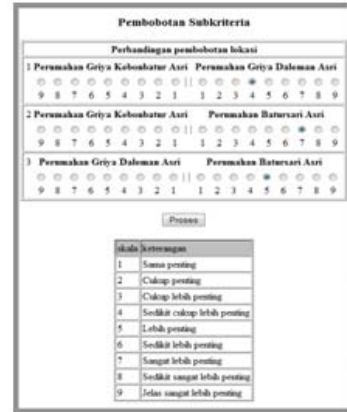 Pembobotan Subkriteria
Perbandingan pembobotan lokasi
1 Perumahan Griya Kebonbatur Asri Perumahan Griya Daleman Asri
| |
9 8 7 6 5 4 3 2 1 1 2 3 4 5 6 7 8 9
2 Perumahan Griya Kebonbatur Asri Perumahan Batursari Asri
| |
9 8 7 6 5 4 3 2 1 1 2 3 4 5 6 7 8 9
3 Perumahan Griya Daleman Asri Perumahan Batursari Asri
| |
9 8 7 6 5 4 3 2 1 1 2 3 4 5 6 7 8 9
Proses
skala keterangan
1 Sama penting
2 Cukup penting
3 Cukup lebih penting
4 Sedikit cukup lebih penting
5 Lebih penting
6 Sedikit lebih penting
7 Sangat lebih penting
8 Sedikit sangat lebih penting
9 Jelas sangat lebih penting